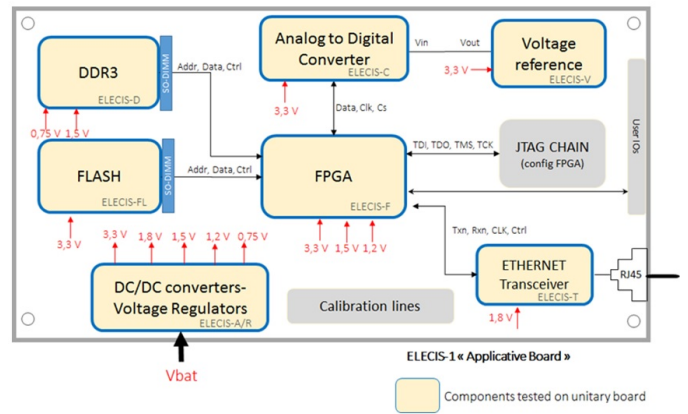 DDR3
ELECIS-D
SO-DIMM
Addr, Data, Ctrl
0,75 V
1,5 V
Analog to Digital
Converter
ELECIS-C
3,3 V
Data, Clk, Cs
Vin
Vout
3,3 V
Voltage
reference
ELECIS-V
User IOs
FLASH
ELECIS-FL
SO-DIMM
Addr, Data, Ctrl
3,3 V
FPGA
ELECIS-F
3,3 V
1,5 V
1,2 V
TDI, TDO, TMS, TCK
JTAG CHAIN
(config FPGA)
Txn, Rxn, CLK, Ctrl
3,3 V
1,8 V
1,5 V
1,2 V
0,75 V
DC/DC converters-
Voltage Regulators
ELECIS-A/R
Vbat
Calibration lines
ETHERNET
Transceiver
ELECIS-T
1,8 V
RJ45
ELECIS-1 « Applicative Board »
Components tested on unitary board